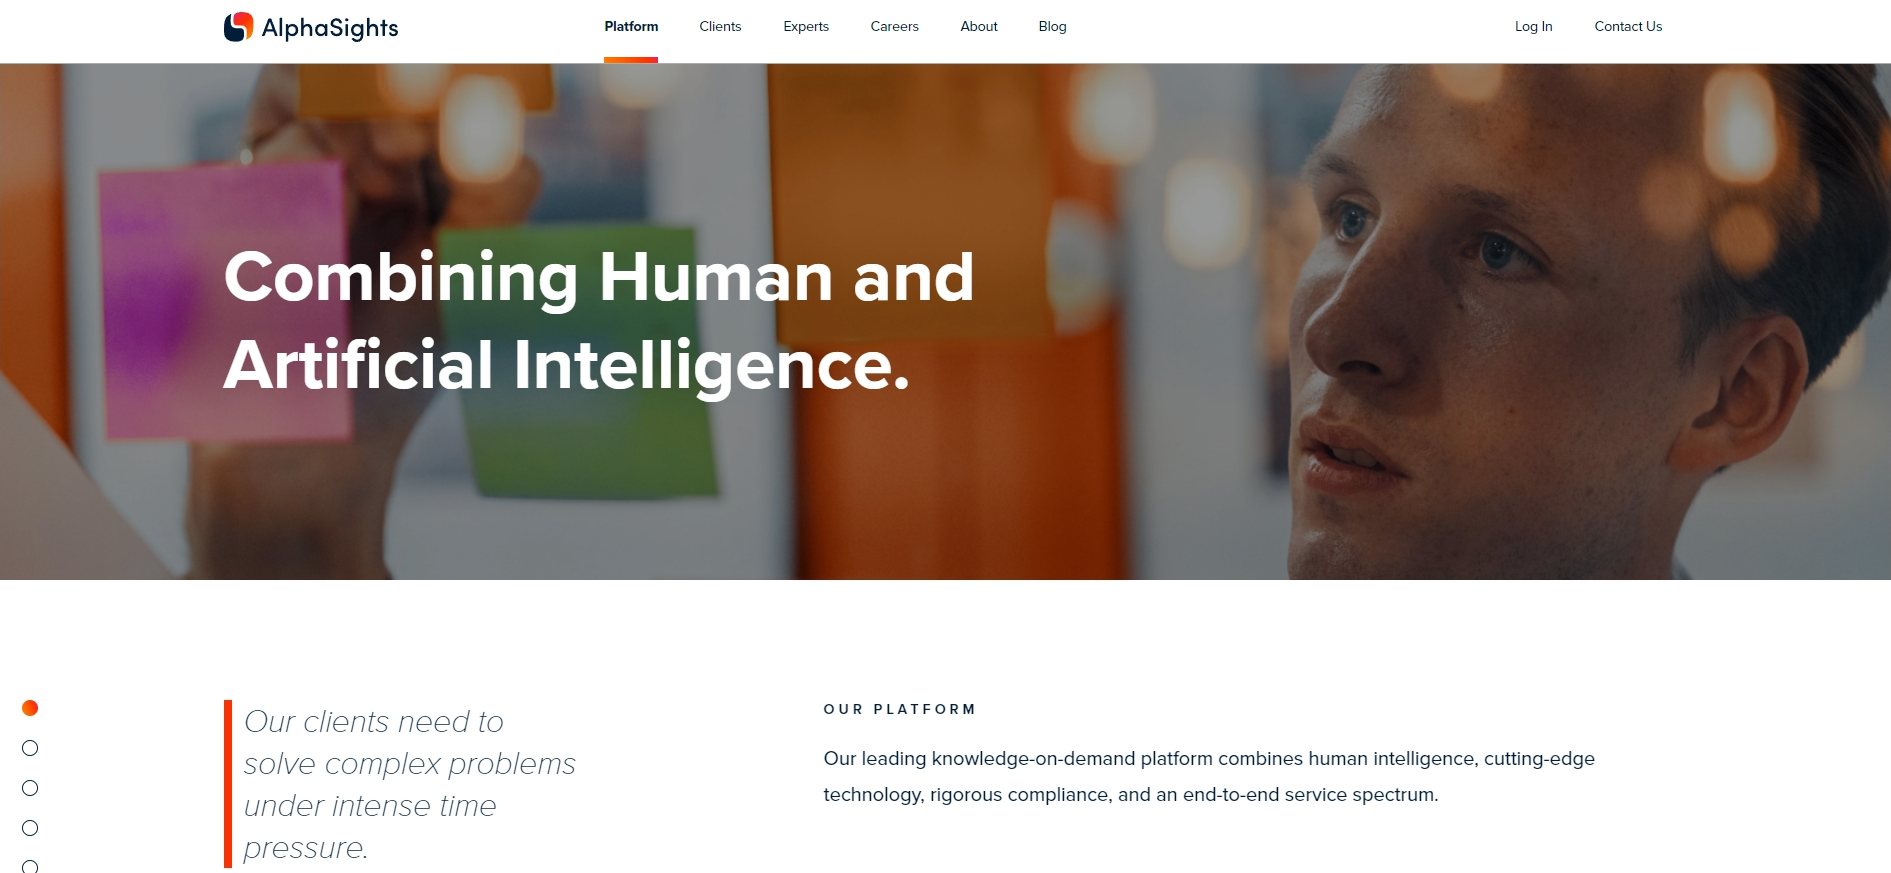 AlphaSights
Platform
Clients
Experts
Careers
About
Blog
Log In
Contact Us
Combining Human and
Artificial Intelligence.
Our clients need to
solve complex problems
under intense time
pressure.
OUR PLATFORM
Our leading knowledge-on-demand platform combines human intelligence, cutting-edge
technology, rigorous compliance, and an end-to-end service spectrum.